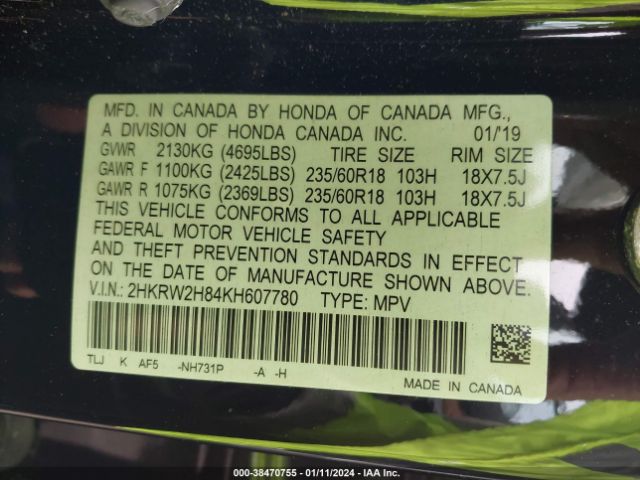 MFD. IN CANADA BY HONDA OF CANADA MFG.,
A DIVISION OF HONDA CANADA INC. 01/'19
GVWR 2130KG (4695LBS) TIRE SIZE RIM SIZE
GAWR F 1100KG (2425LBS) 235/60R18 103H 18X7.5J
GAWR R 1075KG (2369LBS) 235/60R18 103H 18X7.5J
THIS VEHICLE CONFORMS TO ALL APPLICABLE
FEDERAL MOTOR VEHICLE SAFETY
AND THEFT PREVENTION STANDARDS IN EFFECT
ON THE DATE OF MANUFACTURE SHOWN ABOVE.
V.I.N.: 2HKRW2H84KH607780 TYPE: MPV
TLJ K AF5 -NH731P -A -H
MADE IN CANADA
000-38470755 - 01/11/2024 - IAA Inc.